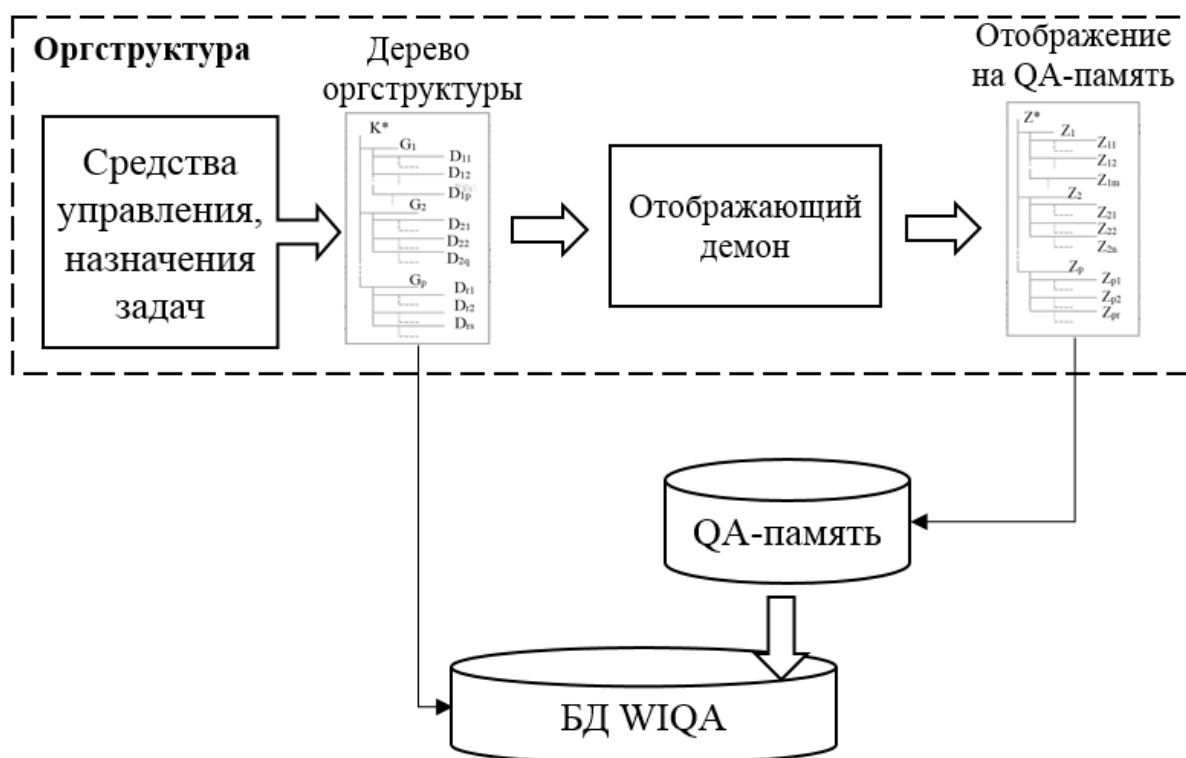 Оргструктура
Дерево
оргструктуры
Отображение
на QA-память
Средства
управления,
назначения
задач
K*
G1
D11
D12
D1p
G2
D21
D22
D2q
Gp
Dr1
Dr2
Drs
Отображающий
демон
Z*
Z1
Z11
Z12
Z1m
Z2
Z21
Z22
Z2n
Zp
Zp1
Zp2
Zpr
QA-память
БД WIQA